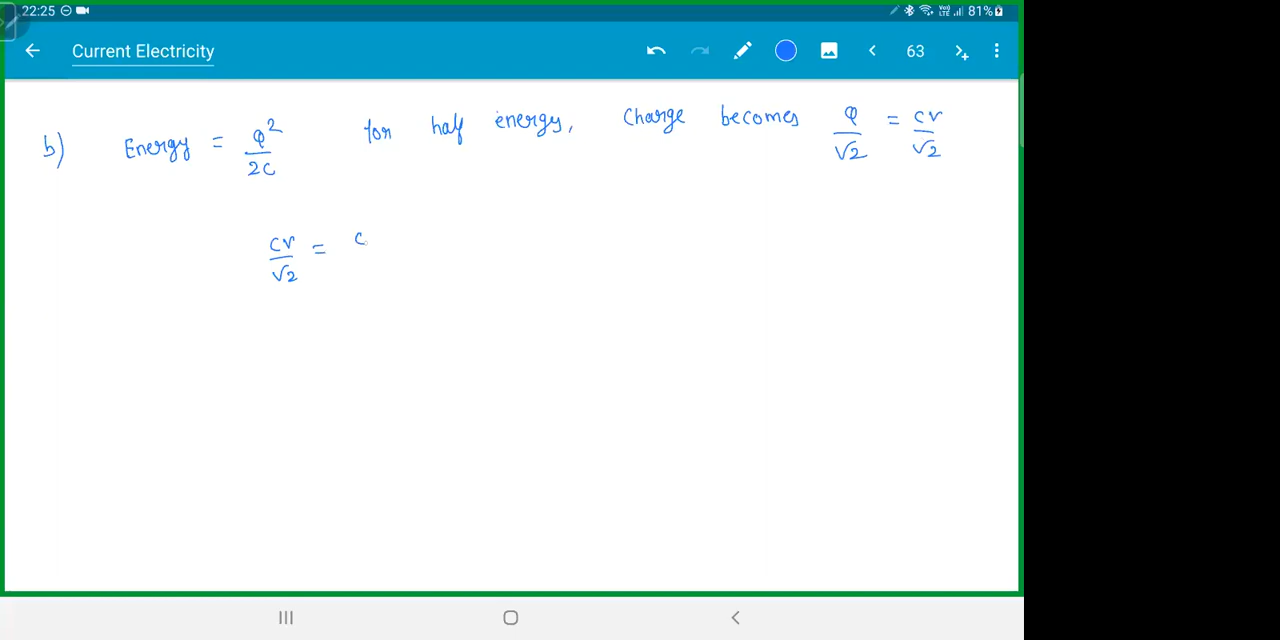 22:25 81%
Current Electricity 63
b) Energy = Q²/2C for half energy, Charge becomes Q/√2 = CV/√2
CV/√2 = C